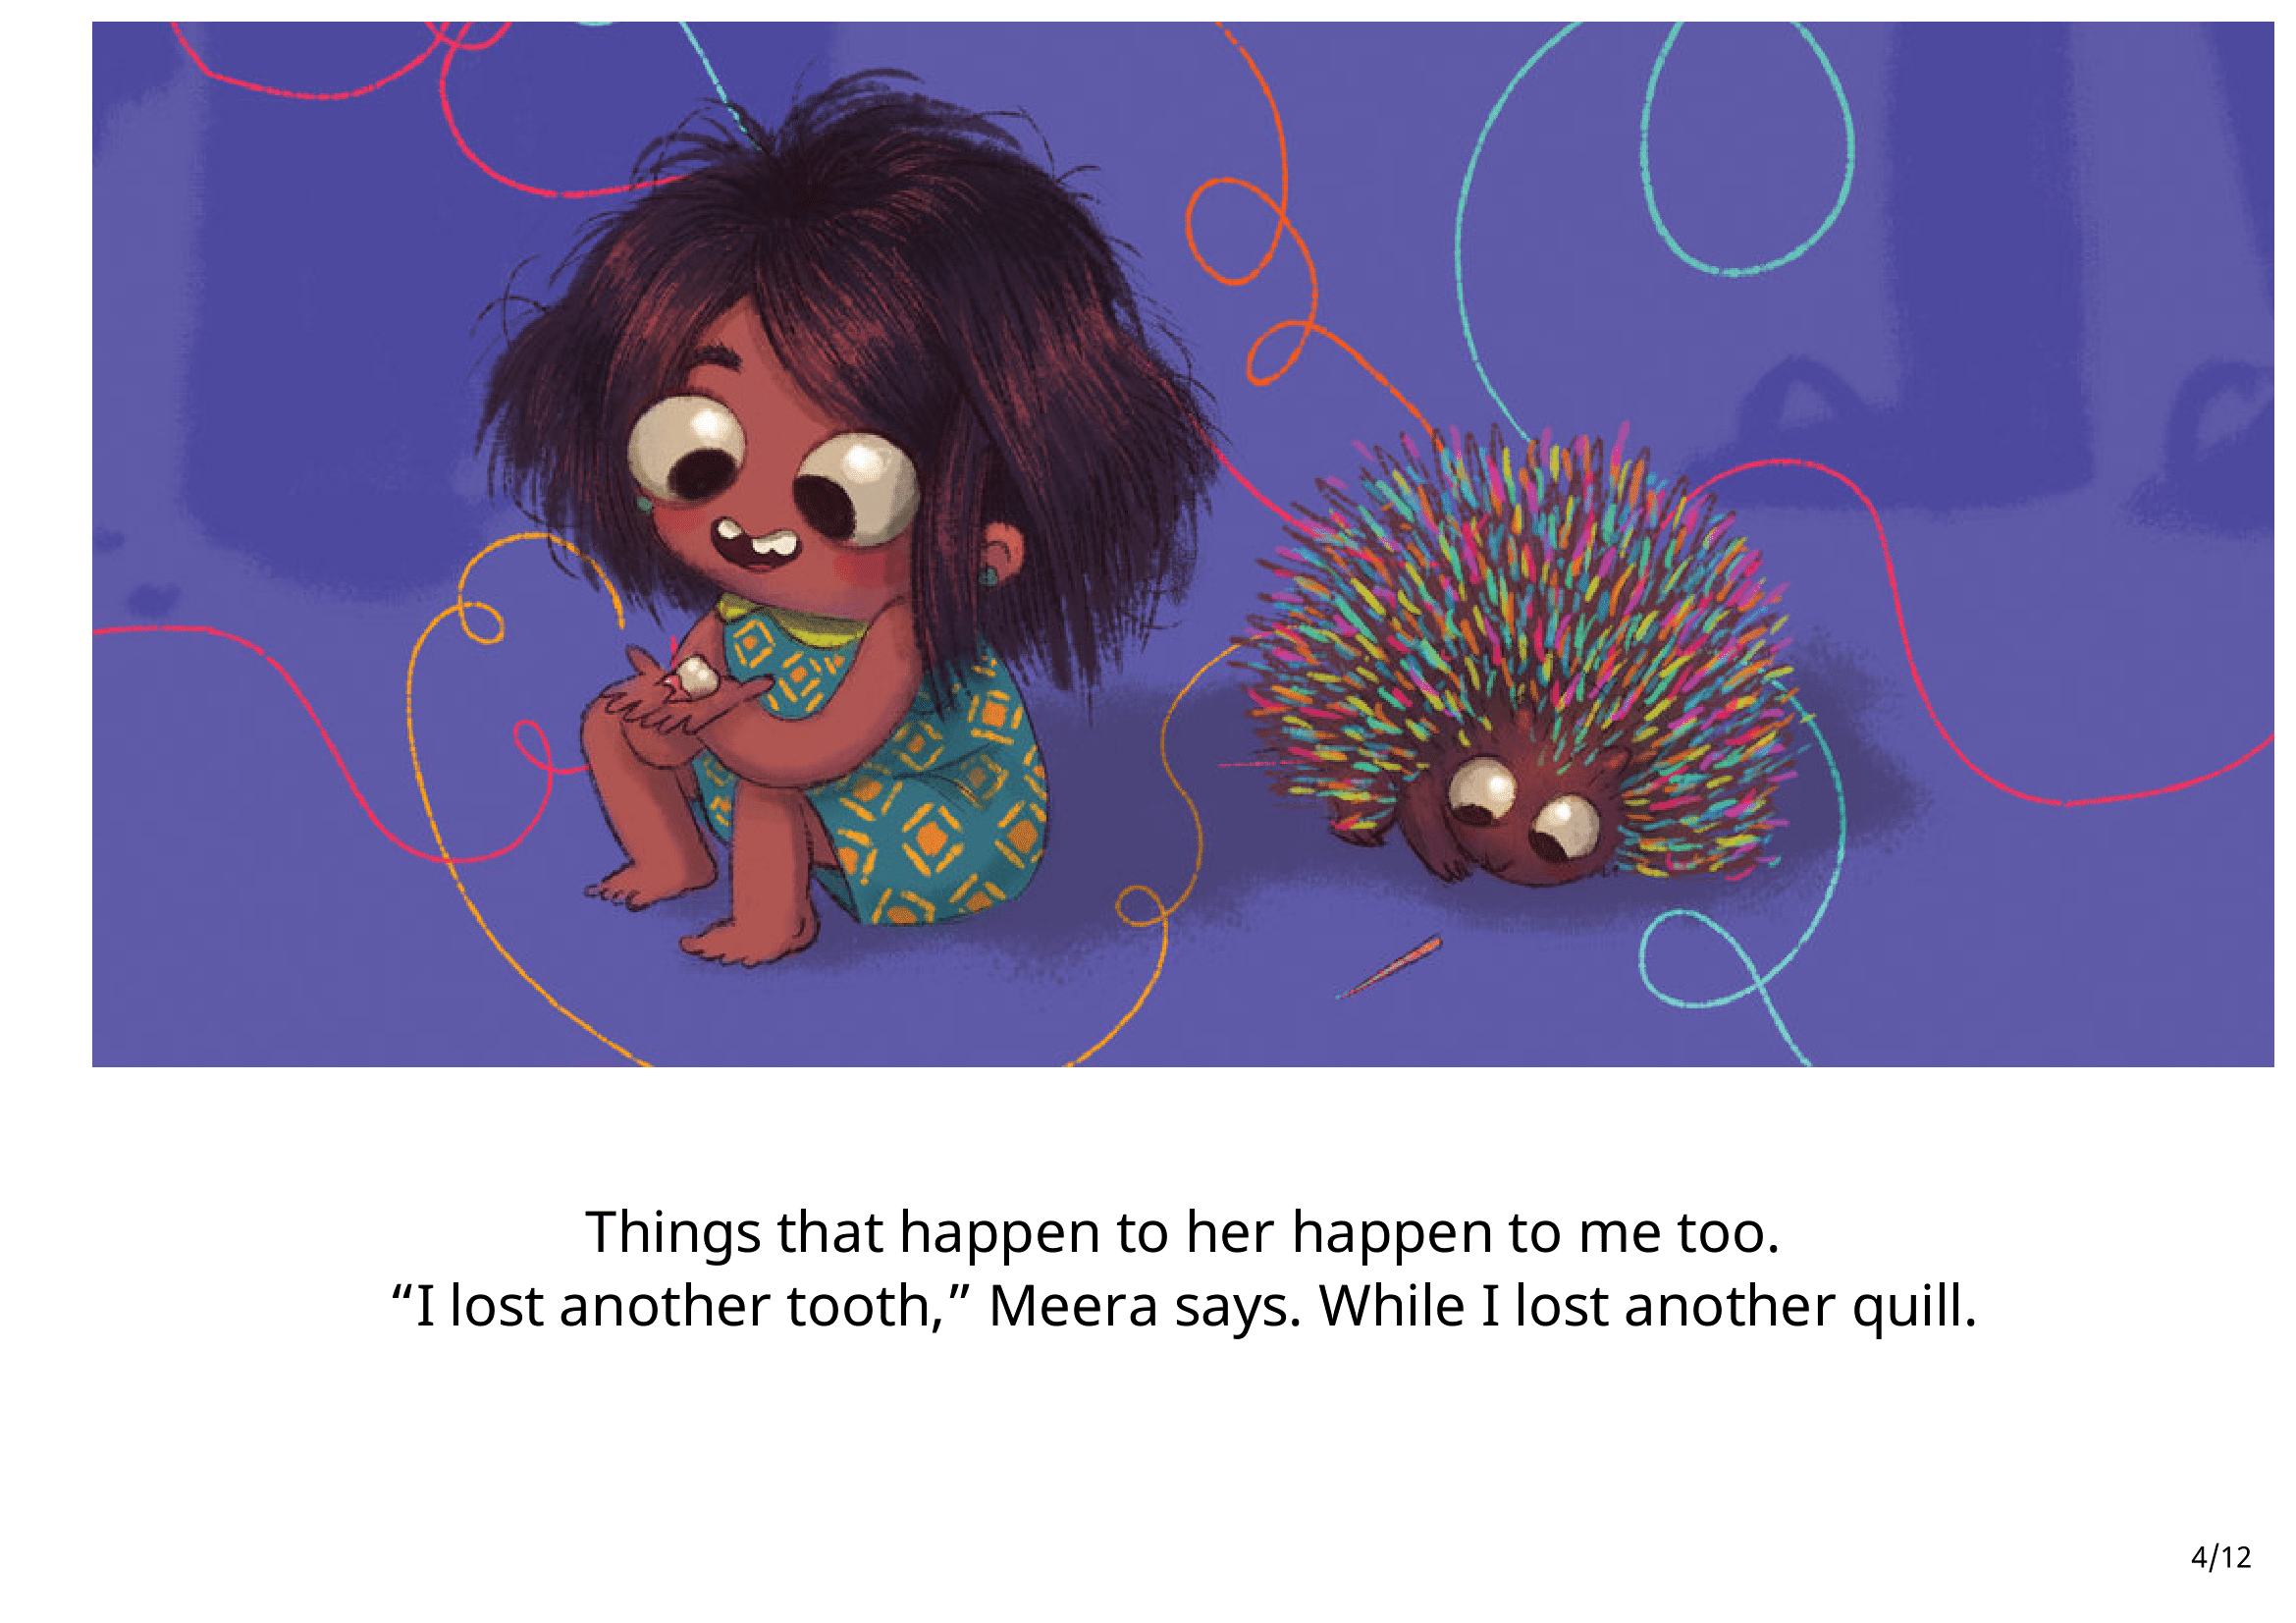 Things that happen to her happen to me too.
“I lost another tooth,” Meera says. While I lost another quill.
4/12